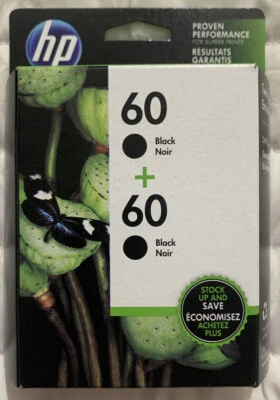 hp
PROVEN
PERFORMANCE
FOR SUPERB PRINTS
RÉSULTATS
GARANTIS
60
Black
Noir
+
60
Black
Noir
STOCK
UP AND
SAVE
ÉCONOMISEZ
ACHETEZ
PLUS